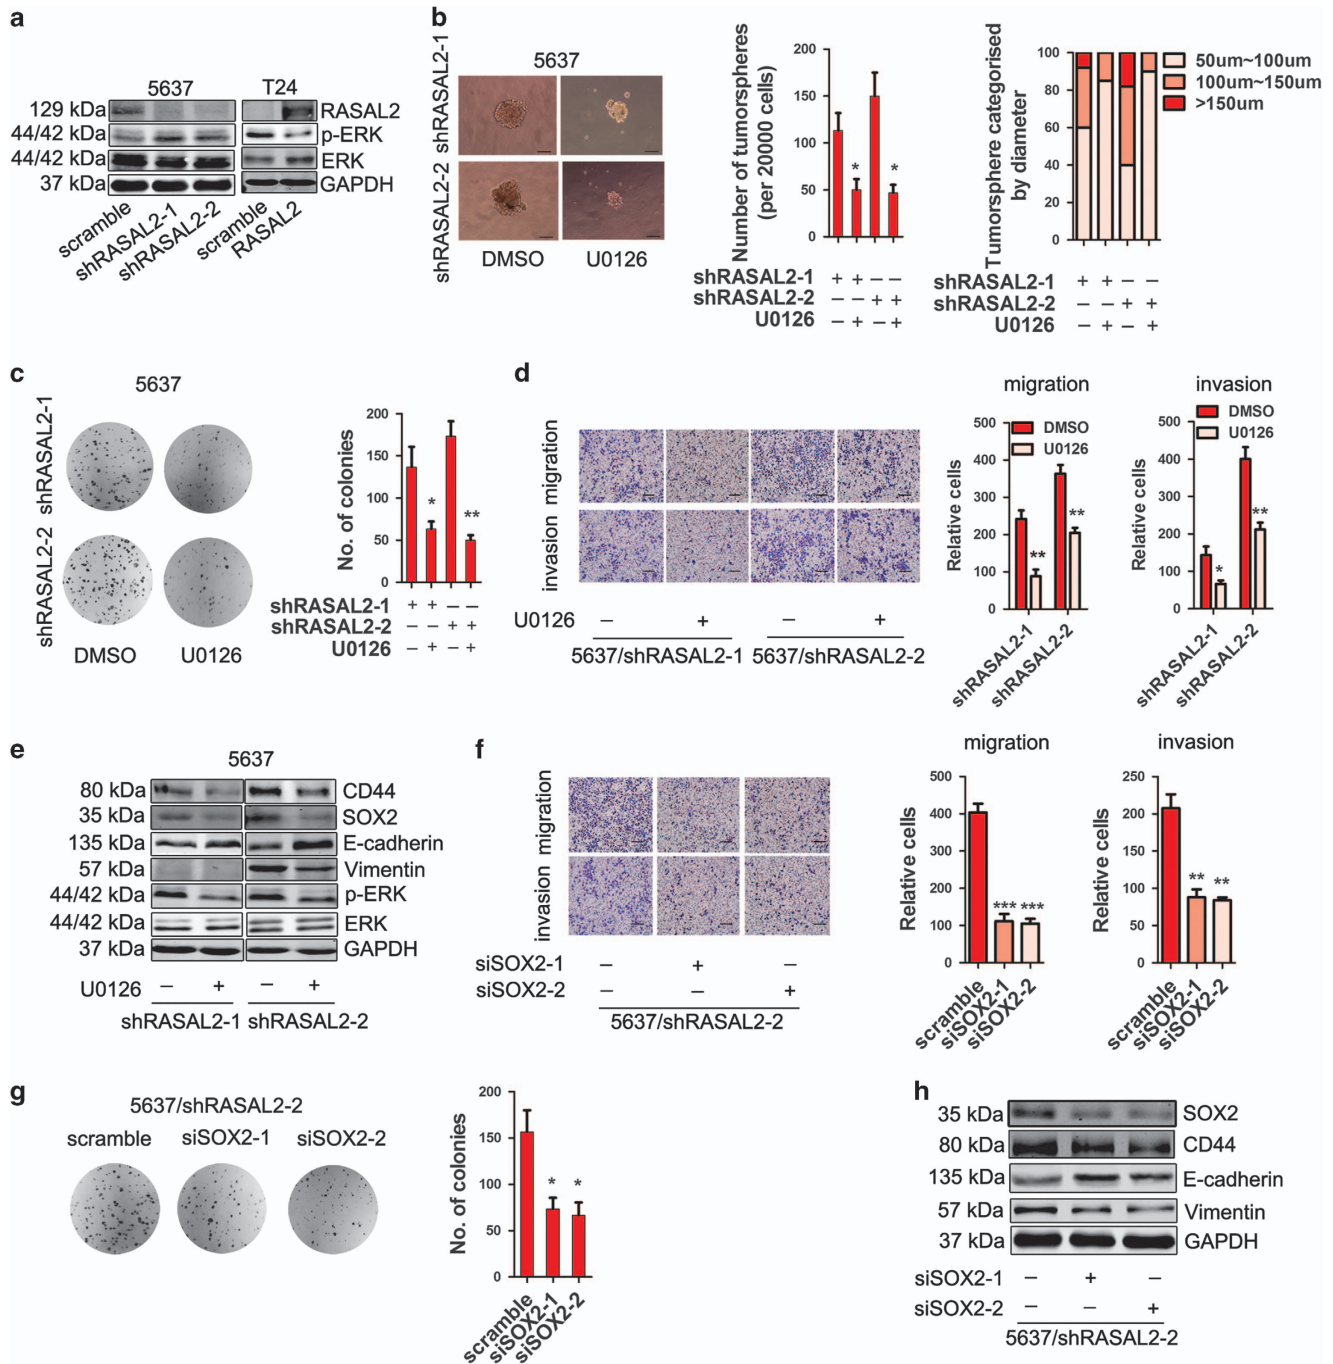 a
5637
T24
129 kDa
RASAL2
44/42 kDa
p-ERK
44/42 kDa
ERK
37 kDa
GAPDH
scramble
shRASAL2-1
shRASAL2-2
scramble
RASAL2
b
5637
shRASAL2-1
shRASAL2-2
DMSO
U0126
Number of tumorspheres
(per 20000 cells)
200
150
100
50
0
* *
shRASAL2-1 + + – –
shRASAL2-2 – – + +
U0126 – + – +
Tumorsphere categorised
by diameter
100
80
60
40
20
0
50um~100um
100um~150um
>150um
shRASAL2-1 + + – –
shRASAL2-2 – – + +
U0126 – + – +
c
5637
shRASAL2-1
shRASAL2-2
DMSO
U0126
No. of colonies
200
150
100
50
0
* **
shRASAL2-1 + + – –
shRASAL2-2 – – + +
U0126 – + – +
d
migration
invasion
U0126 – + – +
5637/shRASAL2-1 5637/shRASAL2-2
migration
Relative cells
500
400
300
200
100
0
DMSO
U0126
** **
shRASAL2-1
shRASAL2-2
invasion
Relative cells
500
400
300
200
100
0
DMSO
U0126
* **
shRASAL2-1
shRASAL2-2
e
5637
80 kDa
CD44
35 kDa
SOX2
135 kDa
E-cadherin
57 kDa
Vimentin
44/42 kDa
p-ERK
44/42 kDa
ERK
37 kDa
GAPDH
U0126 – + – +
shRASAL2-1 shRASAL2-2
f
migration
invasion
siSOX2-1 – + –
siSOX2-2 – – +
5637/shRASAL2-2
migration
Relative cells
500
400
300
200
100
0
*** ***
scramble
siSOX2-1
siSOX2-2
invasion
Relative cells
250
200
150
100
50
0
** **
scramble
siSOX2-1
siSOX2-2
g
5637/shRASAL2-2
scramble siSOX2-1 siSOX2-2
No. of colonies
200
150
100
50
0
* *
scramble
siSOX2-1
siSOX2-2
h
35 kDa
SOX2
80 kDa
CD44
135 kDa
E-cadherin
57 kDa
Vimentin
37 kDa
GAPDH
siSOX2-1 – + –
siSOX2-2 – – +
5637/shRASAL2-2